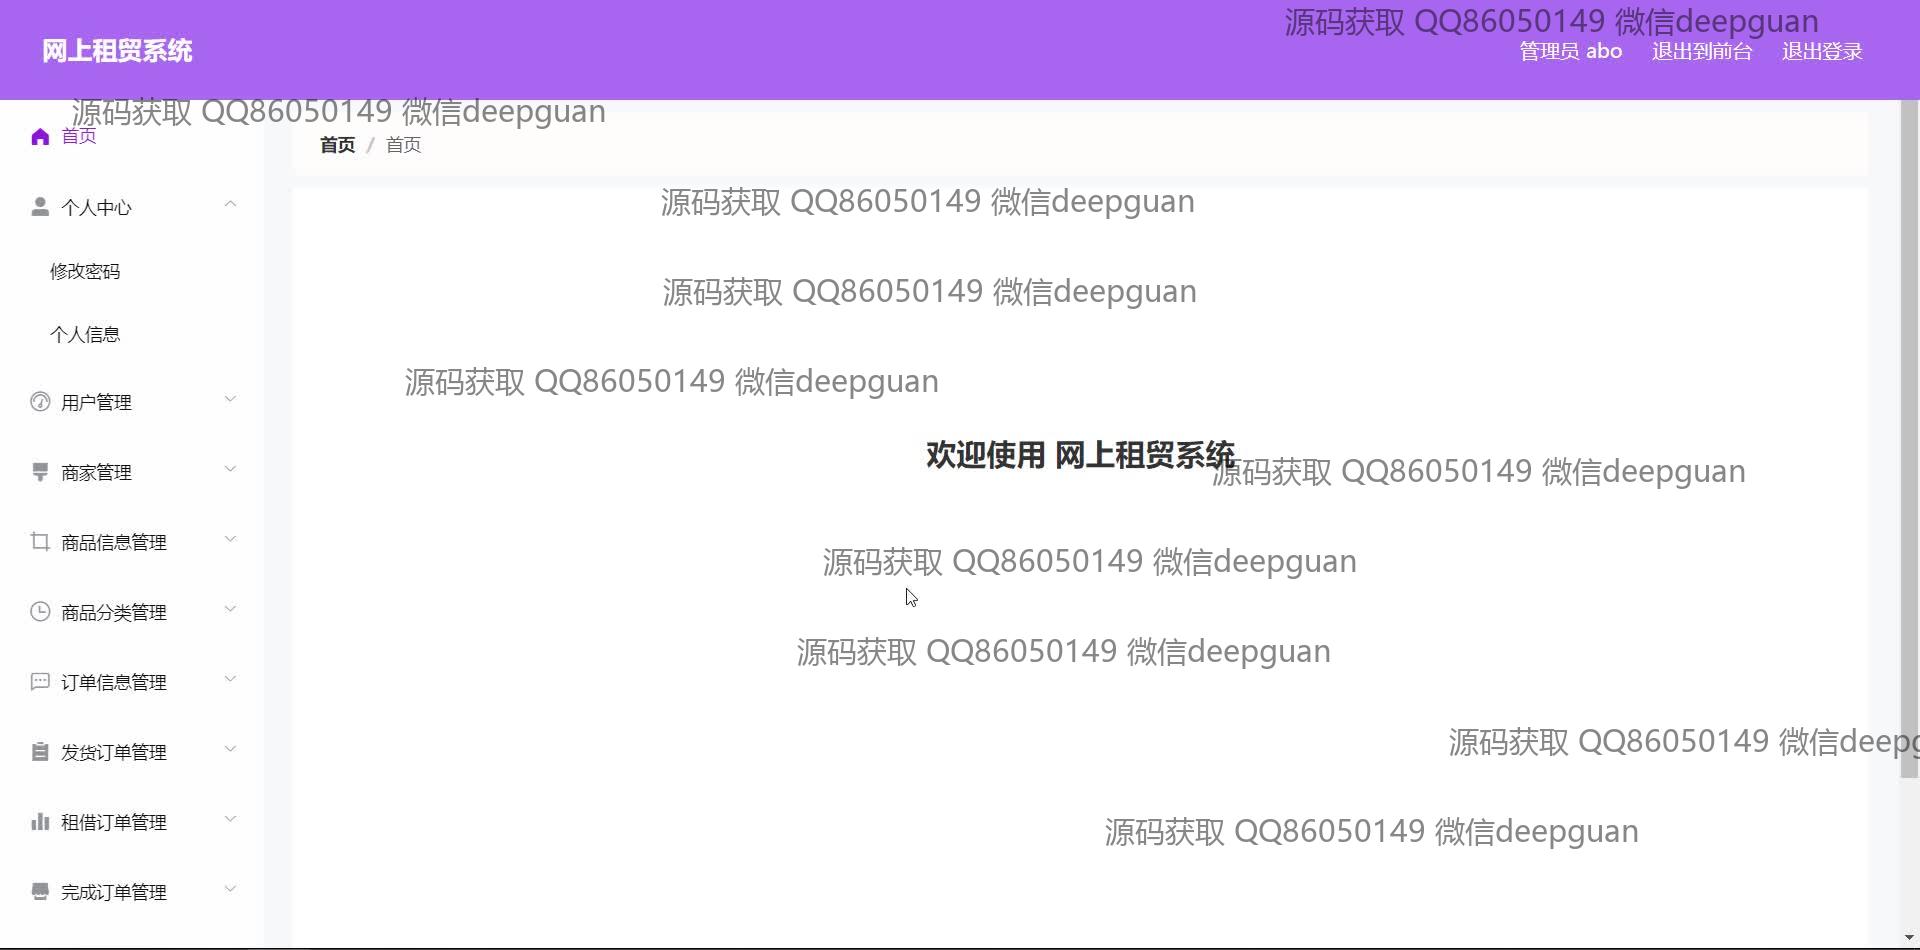 源码获取 QQ86050149 微信deepguan
网上租贸系统
管理员 abo 退出到前台 退出登录
源码获取 QQ86050149 微信deepguan
首页
首页 / 首页
源码获取 QQ86050149 微信deepguan
个人中心
修改密码
源码获取 QQ86050149 微信deepguan
个人信息
源码获取 QQ86050149 微信deepguan
用户管理
欢迎使用 网上租贸系统
源码获取 QQ86050149 微信deepguan
商家管理
商品信息管理
源码获取 QQ86050149 微信deepguan
商品分类管理
源码获取 QQ86050149 微信deepguan
订单信息管理
源码获取 QQ86050149 微信deepg
发货订单管理
租借订单管理
源码获取 QQ86050149 微信deepguan
完成订单管理